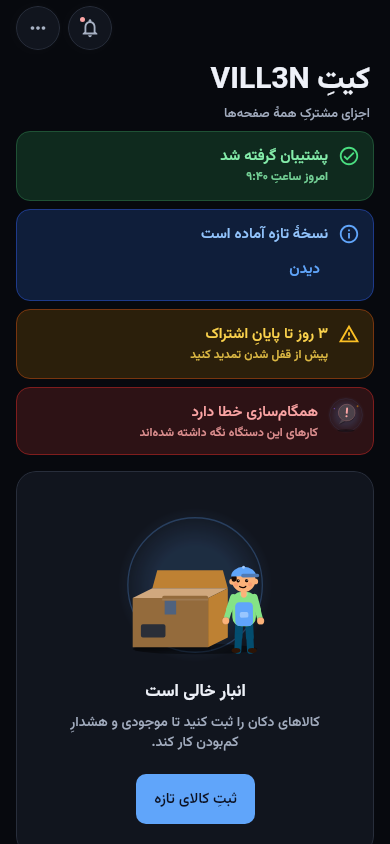 کیتِ VILL3N
اجزای مشترکِ همهٔ صفحه‌ها
پشتیبان گرفته شد
امروز ساعتِ ۹:۴۰
نسخهٔ تازه آماده است
دیدن
۳ روز تا پایانِ اشتراک
پیش از قفل شدن تمدید کنید
همگام‌سازی خطا دارد
کارهای این دستگاه نگه داشته شده‌اند
انبار خالی است
کالاهای دکان را ثبت کنید تا موجودی و هشدارِ
کم‌بودن کار کند.
ثبتِ کالای تازه